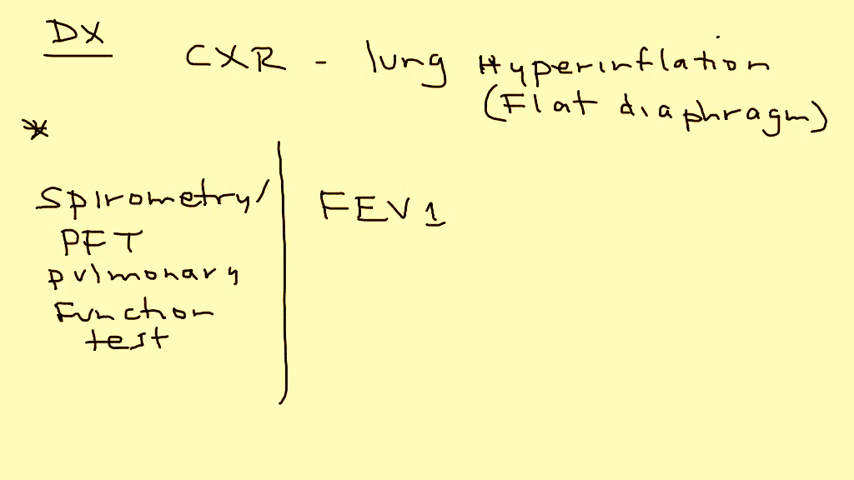 DX
CXR - lung Hyperinflation
(Flat diaphragm)
*
Spirometry/
PFT
pulmonary
Function
test
FEV1